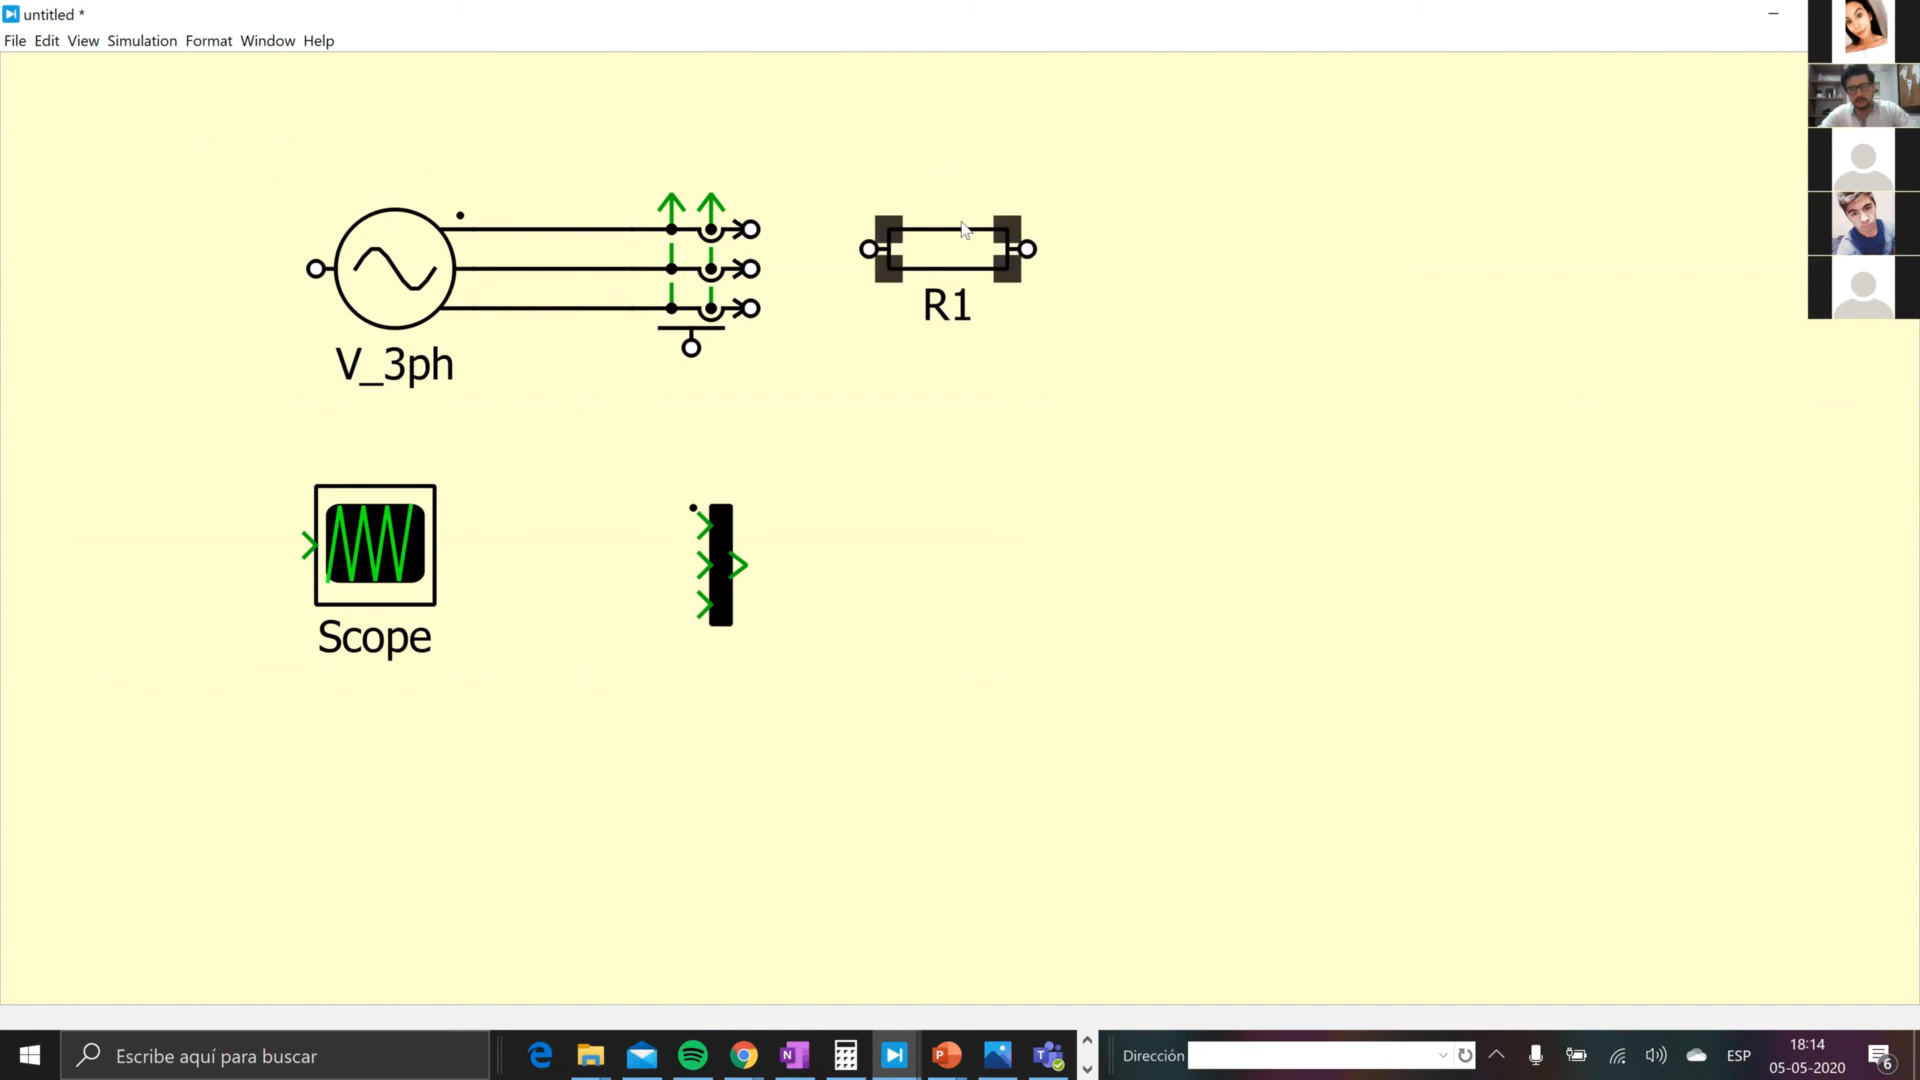 untitled *
File Edit View Simulation Format Window Help
R1
V_3ph
Scope
Escribe aquí para buscar
Dirección
ESP
18:14
05-05-2020
6